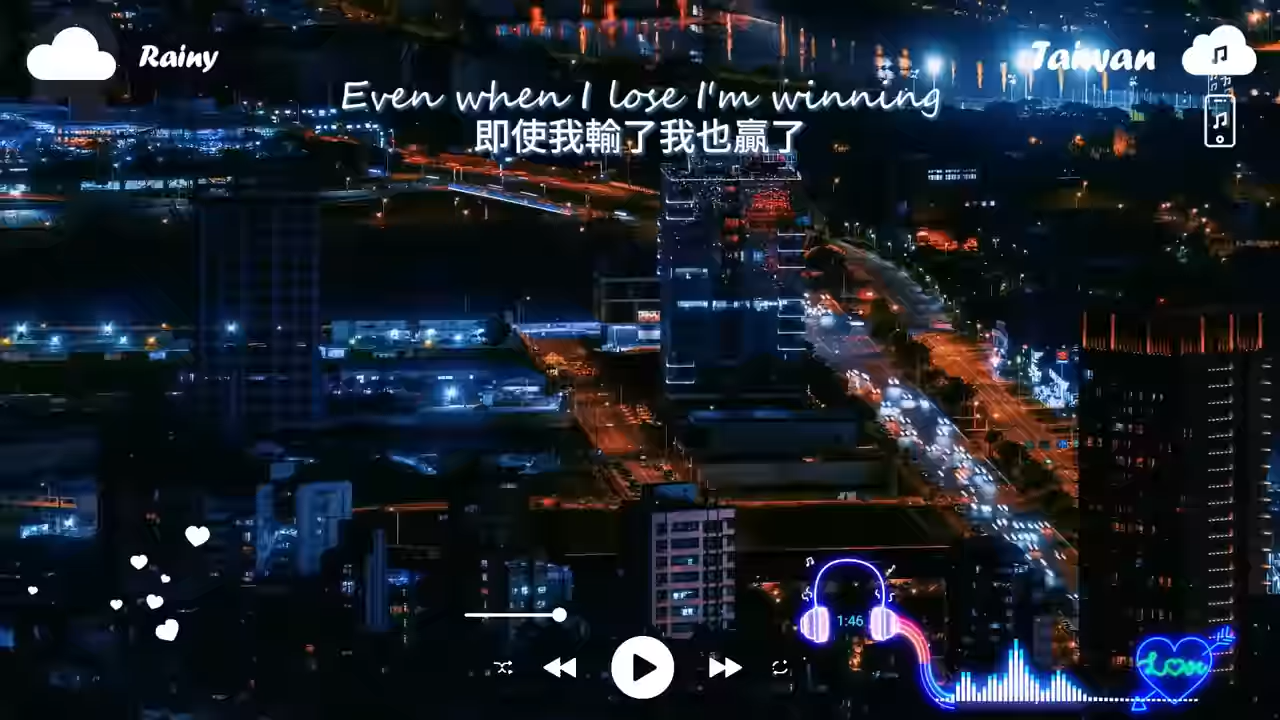 Rainy
Taiwan
Even when I lose I'm winning
即使我輸了我也贏了
1:46
Love